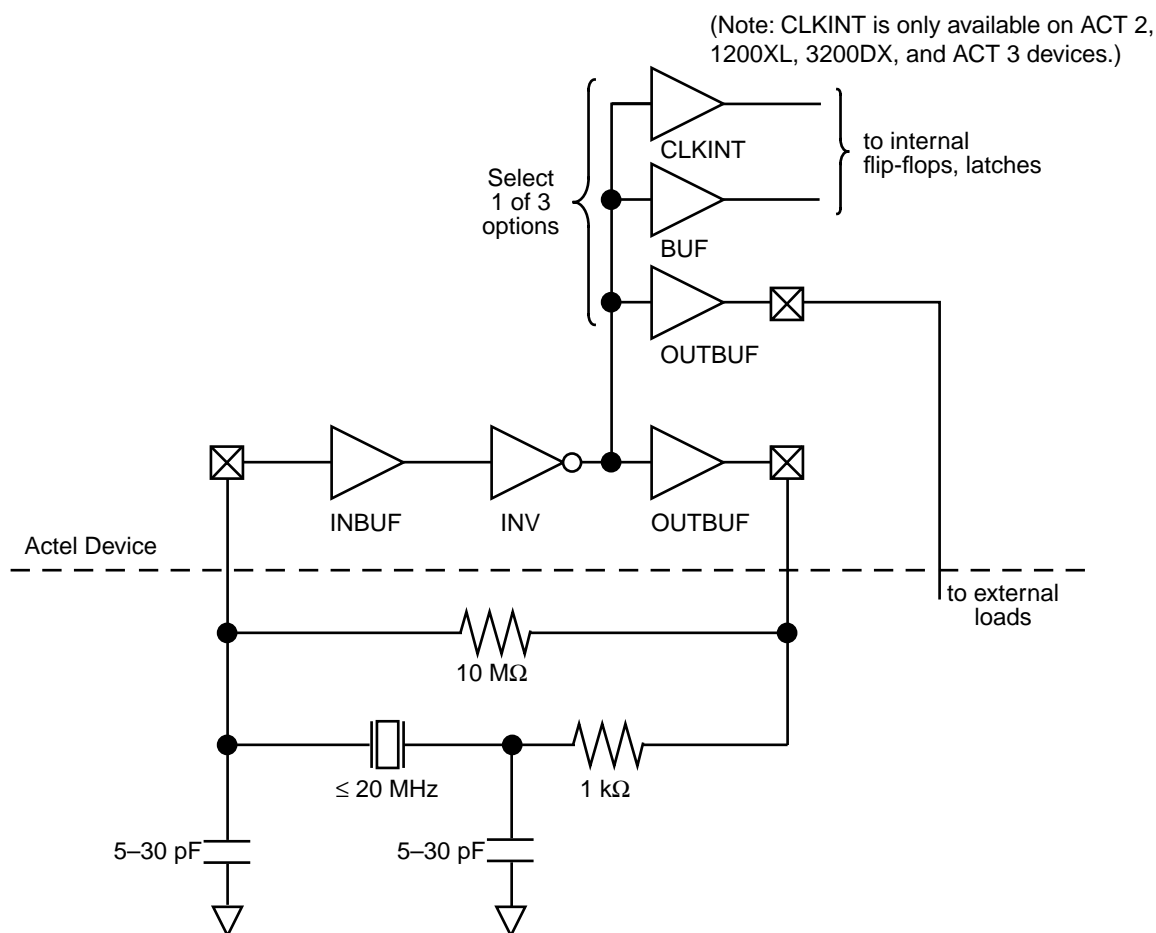 (Note: CLKINT is only available on ACT 2,
1200XL, 3200DX, and ACT 3 devices.)
CLKINT
to internal
flip-flops, latches
Select
1 of 3
options
BUF
OUTBUF
INBUF
INV
OUTBUF
Actel Device
to external
loads
10 MΩ
≤ 20 MHz
1 kΩ
5–30 pF
5–30 pF